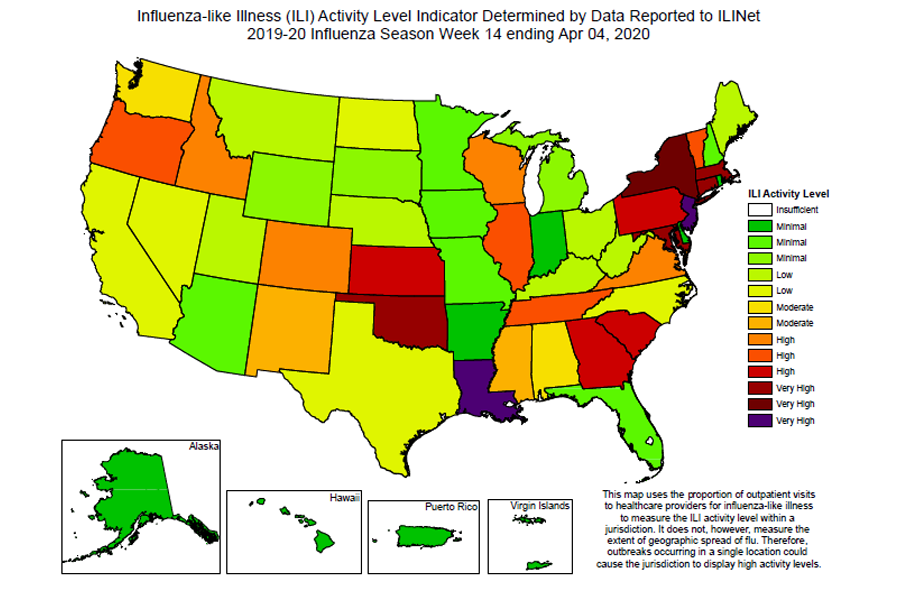 Influenza-like Illness (ILI) Activity Level Indicator Determined by Data Reported to ILINet
2019-20 Influenza Season Week 14 ending Apr 04, 2020
ILI Activity Level
Insufficient
Minimal
Minimal
Minimal
Low
Low
Moderate
Moderate
High
High
High
Very High
Very High
Very High
Alaska
Hawaii
Puerto Rico
Virgin Islands
This map uses the proportion of outpatient visits
to healthcare providers for influenza-like illness
to measure the ILI activity level within a
jurisdiction. It does not, however, measure the
extent of geographic spread of flu. Therefore,
outbreaks occurring in a single location could
cause the jurisdiction to display high activity levels.